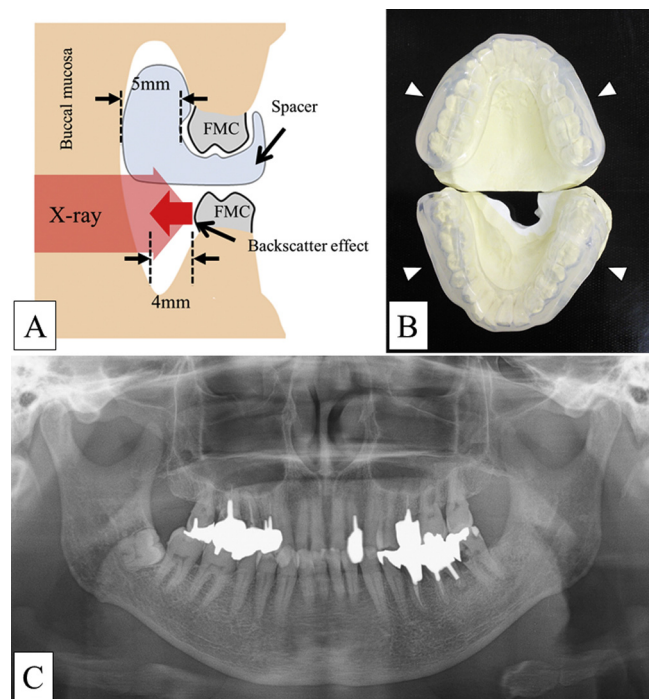 5mm
Buccal mucosa
FMC
Spacer
X-ray
FMC
Backscatter effect
4mm
A
B
C